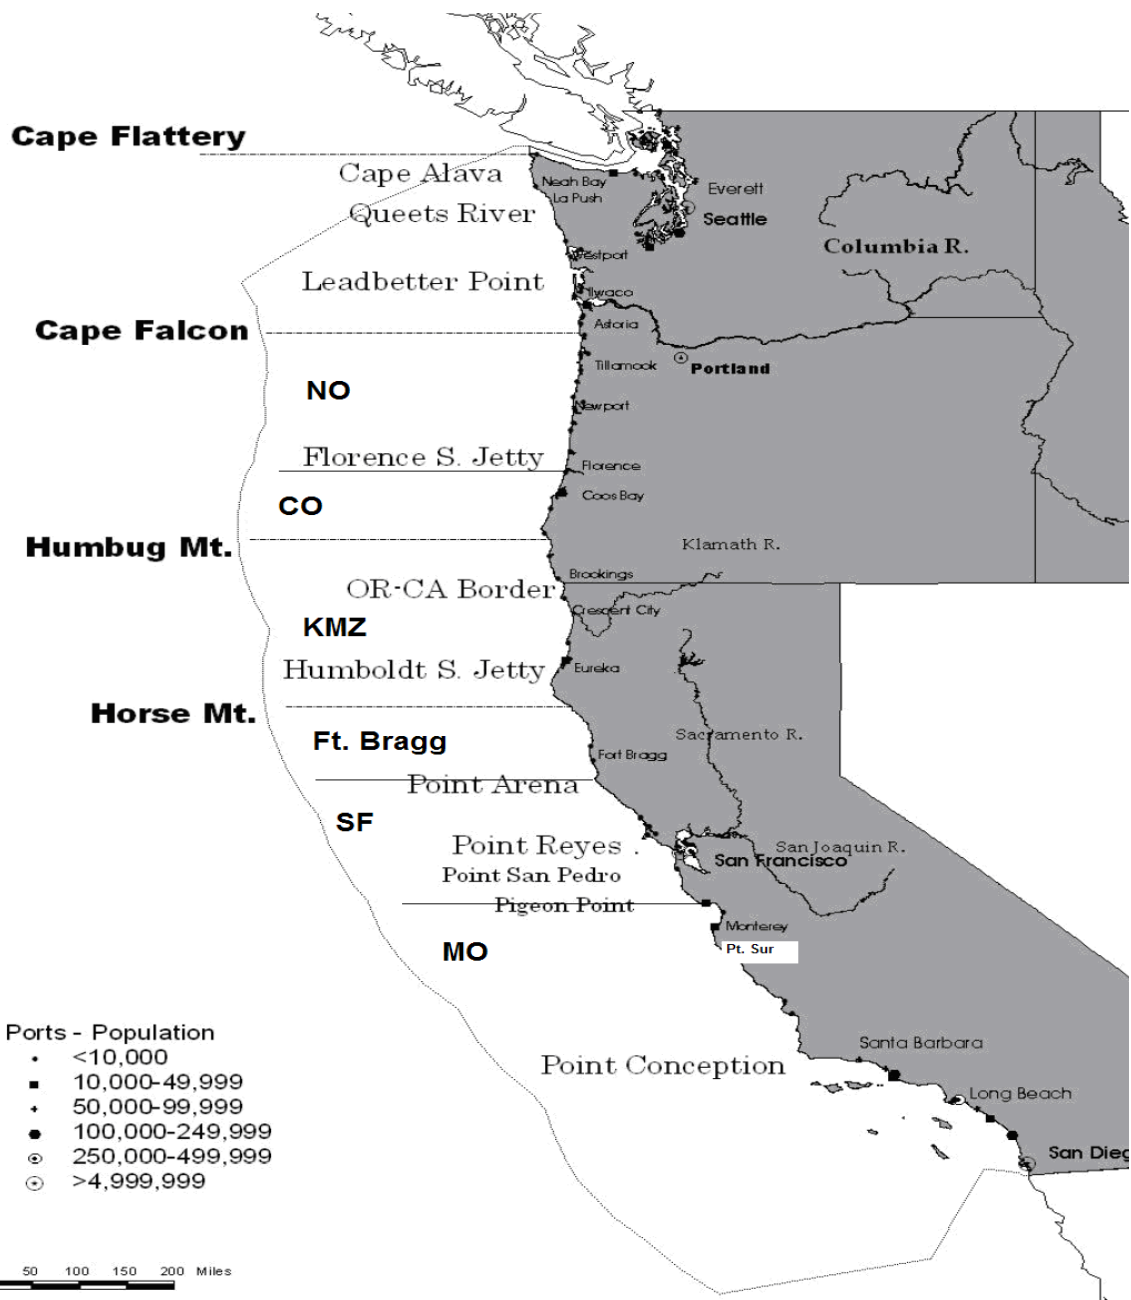 Cape Flattery
Cape Alava
Neah Bay
La Push
Everett
Queets River
Seattle
Columbia R.
Westport
Leadbetter Point
Ilwaco
Cape Falcon
Astoria
Tillamook
Portland
NO
Newport
Florence S. Jetty
Florence
CO
Coos Bay
Humbug Mt.
Klamath R.
Brookings
OR-CA Border
Crescent City
KMZ
Humboldt S. Jetty
Eureka
Horse Mt.
Ft. Bragg
Sacramento R.
Fort Bragg
Point Arena
SF
Point Reyes .
San Joaquin R.
San Francisco
Point San Pedro
Pigeon Point
Monterey
MO
Pt. Sur
Santa Barbara
Point Conception
Long Beach
San Dieg
Ports - Population
<10,000
10,000-49,999
50,000-99,999
100,000-249,999
250,000-499,999
>4,999,999
50 100 150 200 Miles